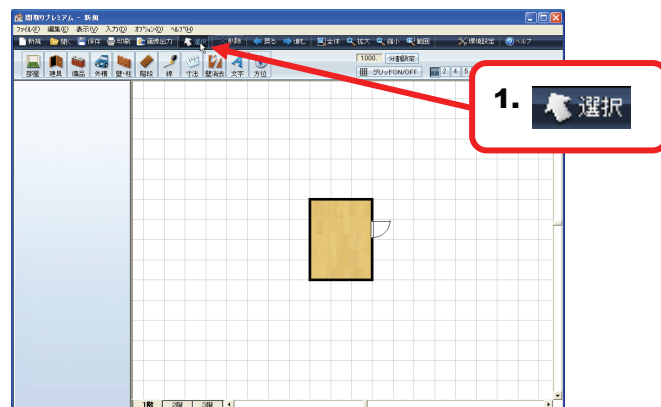 間取りプレミアム - 新規
ファイル(F) 編集(E) 表示(V) 入力(D) オプション(O) ヘルプ(H)
新規 開く 保存 印刷 画像出力 選択 削除 戻る 進む 全体 拡大 縮小 範囲 環境設定 ヘルプ
1000. 分割設定
グリッドON/OFF 2 4 5
部屋 建具 備品 外構 壁・柱 階段 線 寸法 壁消去 文字 方位
1. 選択
1階 2階 3階